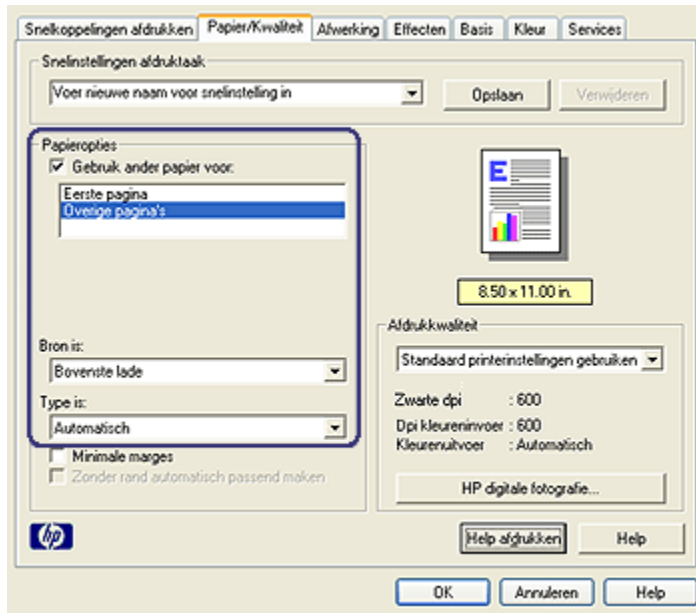 Snelkoppelingen afdrukken Papier/Kwaliteit Afwerking Effecten Basis Kleur Services
Snelinstellingen afdruktaak
Voer nieuwe naam voor snelinstelling in Opslaan Verwijderen
Papieropties
Gebruik ander papier voor:
Eerste pagina
Overige pagina's
E
8.50 x 11.00 in.
Bron is:
Bovenste lade
Type is:
Automatisch
Minimale marges
Zonder rand automatisch passend maken
Afdrukkwaliteit
Standaard printerinstellingen gebruiken
Zwarte dpi : 600
Dpi kleureninvoer : 600
Kleurenuitvoer : Automatisch
HP digitale fotografie...
hp
Help afdrukken Help
OK Annuleren Help